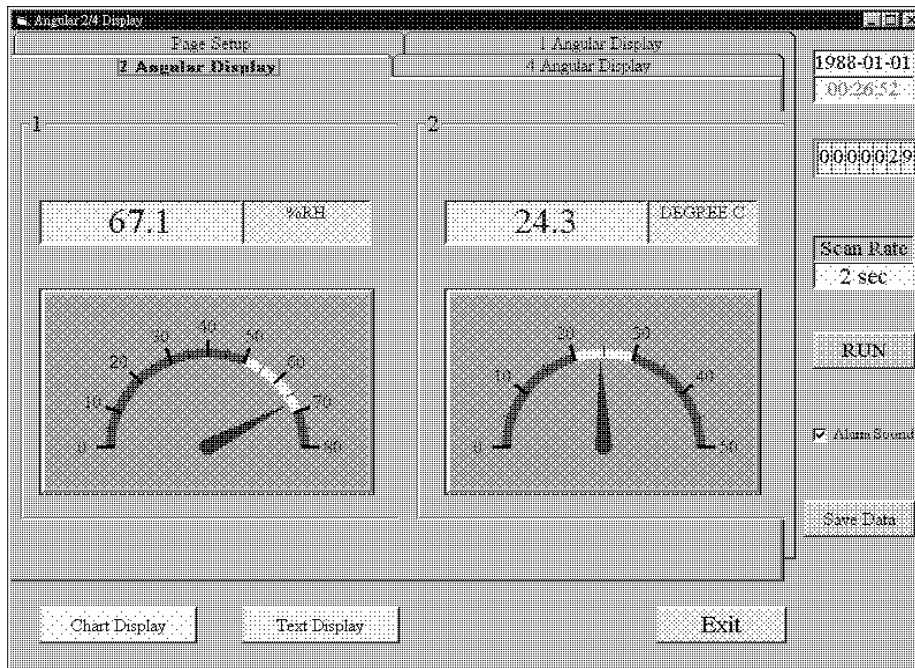 Angular 2/4 Display
Page Setup
1 Angular Display
2 Angular Display
4 Angular Display
1988-01-01
00:26:52
0000029
1
67.1
%RH
2
24.3
DEGREE C
Scan Rate
2 sec
0 10 20 30 40 50 60 70 80
0 10 20 30 40 50
RUN
Alarm Sound
Save Data
Chart Display
Text Display
Exit